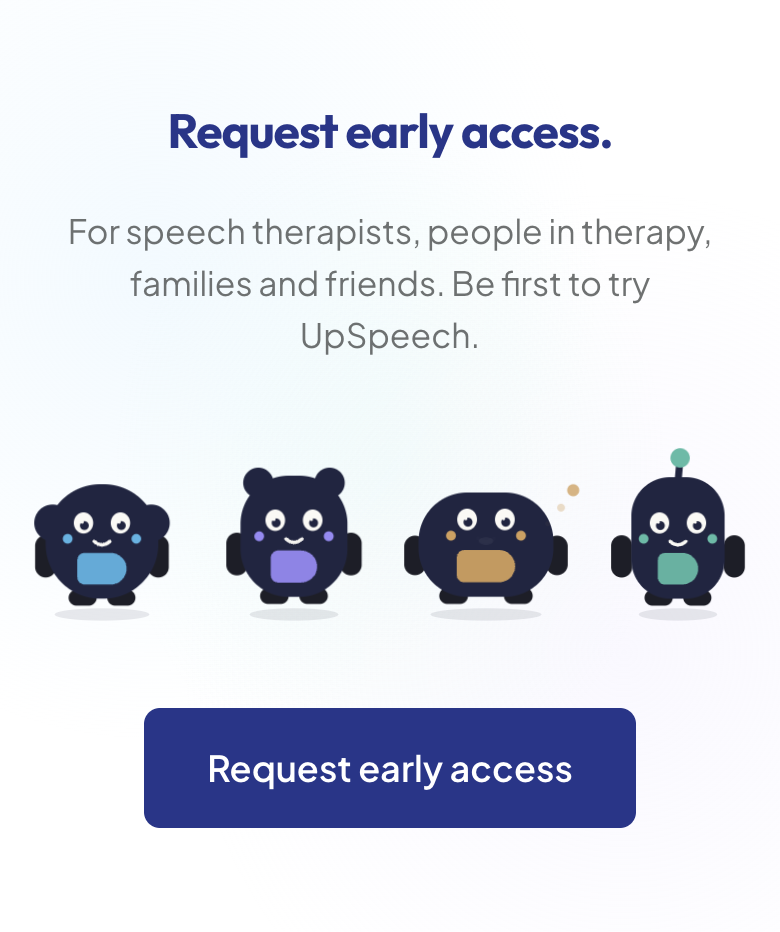 Request early access.
For speech therapists, people in therapy,
families and friends. Be first to try
UpSpeech.
Request early access